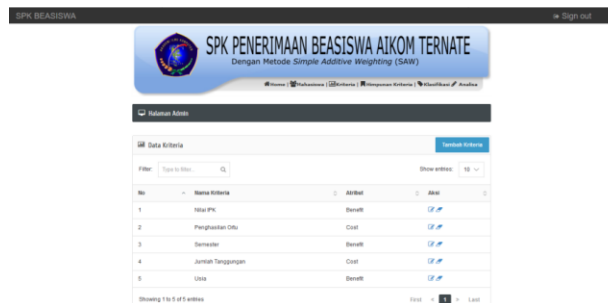 SPK BEASISWA Sign out
SPK PENERIMAAN BEASISWA AIKOM TERNATE
Dengan Metode Simple Additive Weighting (SAW)
Home | Mahasiswa | Kriteria | Himpunan Kriteria | Klasifikasi Analisa
Halaman Admin
Data Kriteria Tambah Kriteria
Filter: Type to filter... Show entries: 10
No Nama Kriteria Atribut Aksi
1 Nilai IPK Benefit
2 Penghasilan Ortu Cost
3 Semester Benefit
4 Jumlah Tanggungan Cost
5 Usia Benefit
Showing 1 to 5 of 5 entries First < 1 > Last